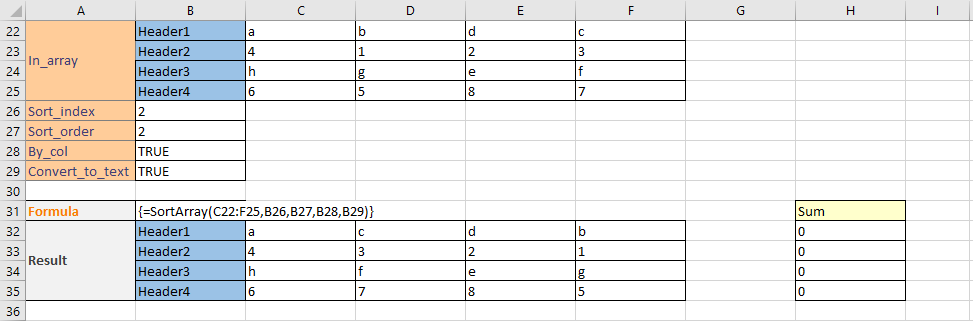 A B C D E F G H I
22 Header1 a b d c
23 In_array Header2 4 1 2 3
24 Header3 h g e f
25 Header4 6 5 8 7
26 Sort_index 2
27 Sort_order 2
28 By_col TRUE
29 Convert_to_text TRUE
30
31 Formula {=SortArray(C22:F25,B26,B27,B28,B29)} Sum
32 Header1 a c d b 0
33 Result Header2 4 3 2 1 0
34 Header3 h f e g 0
35 Header4 6 7 8 5 0
36